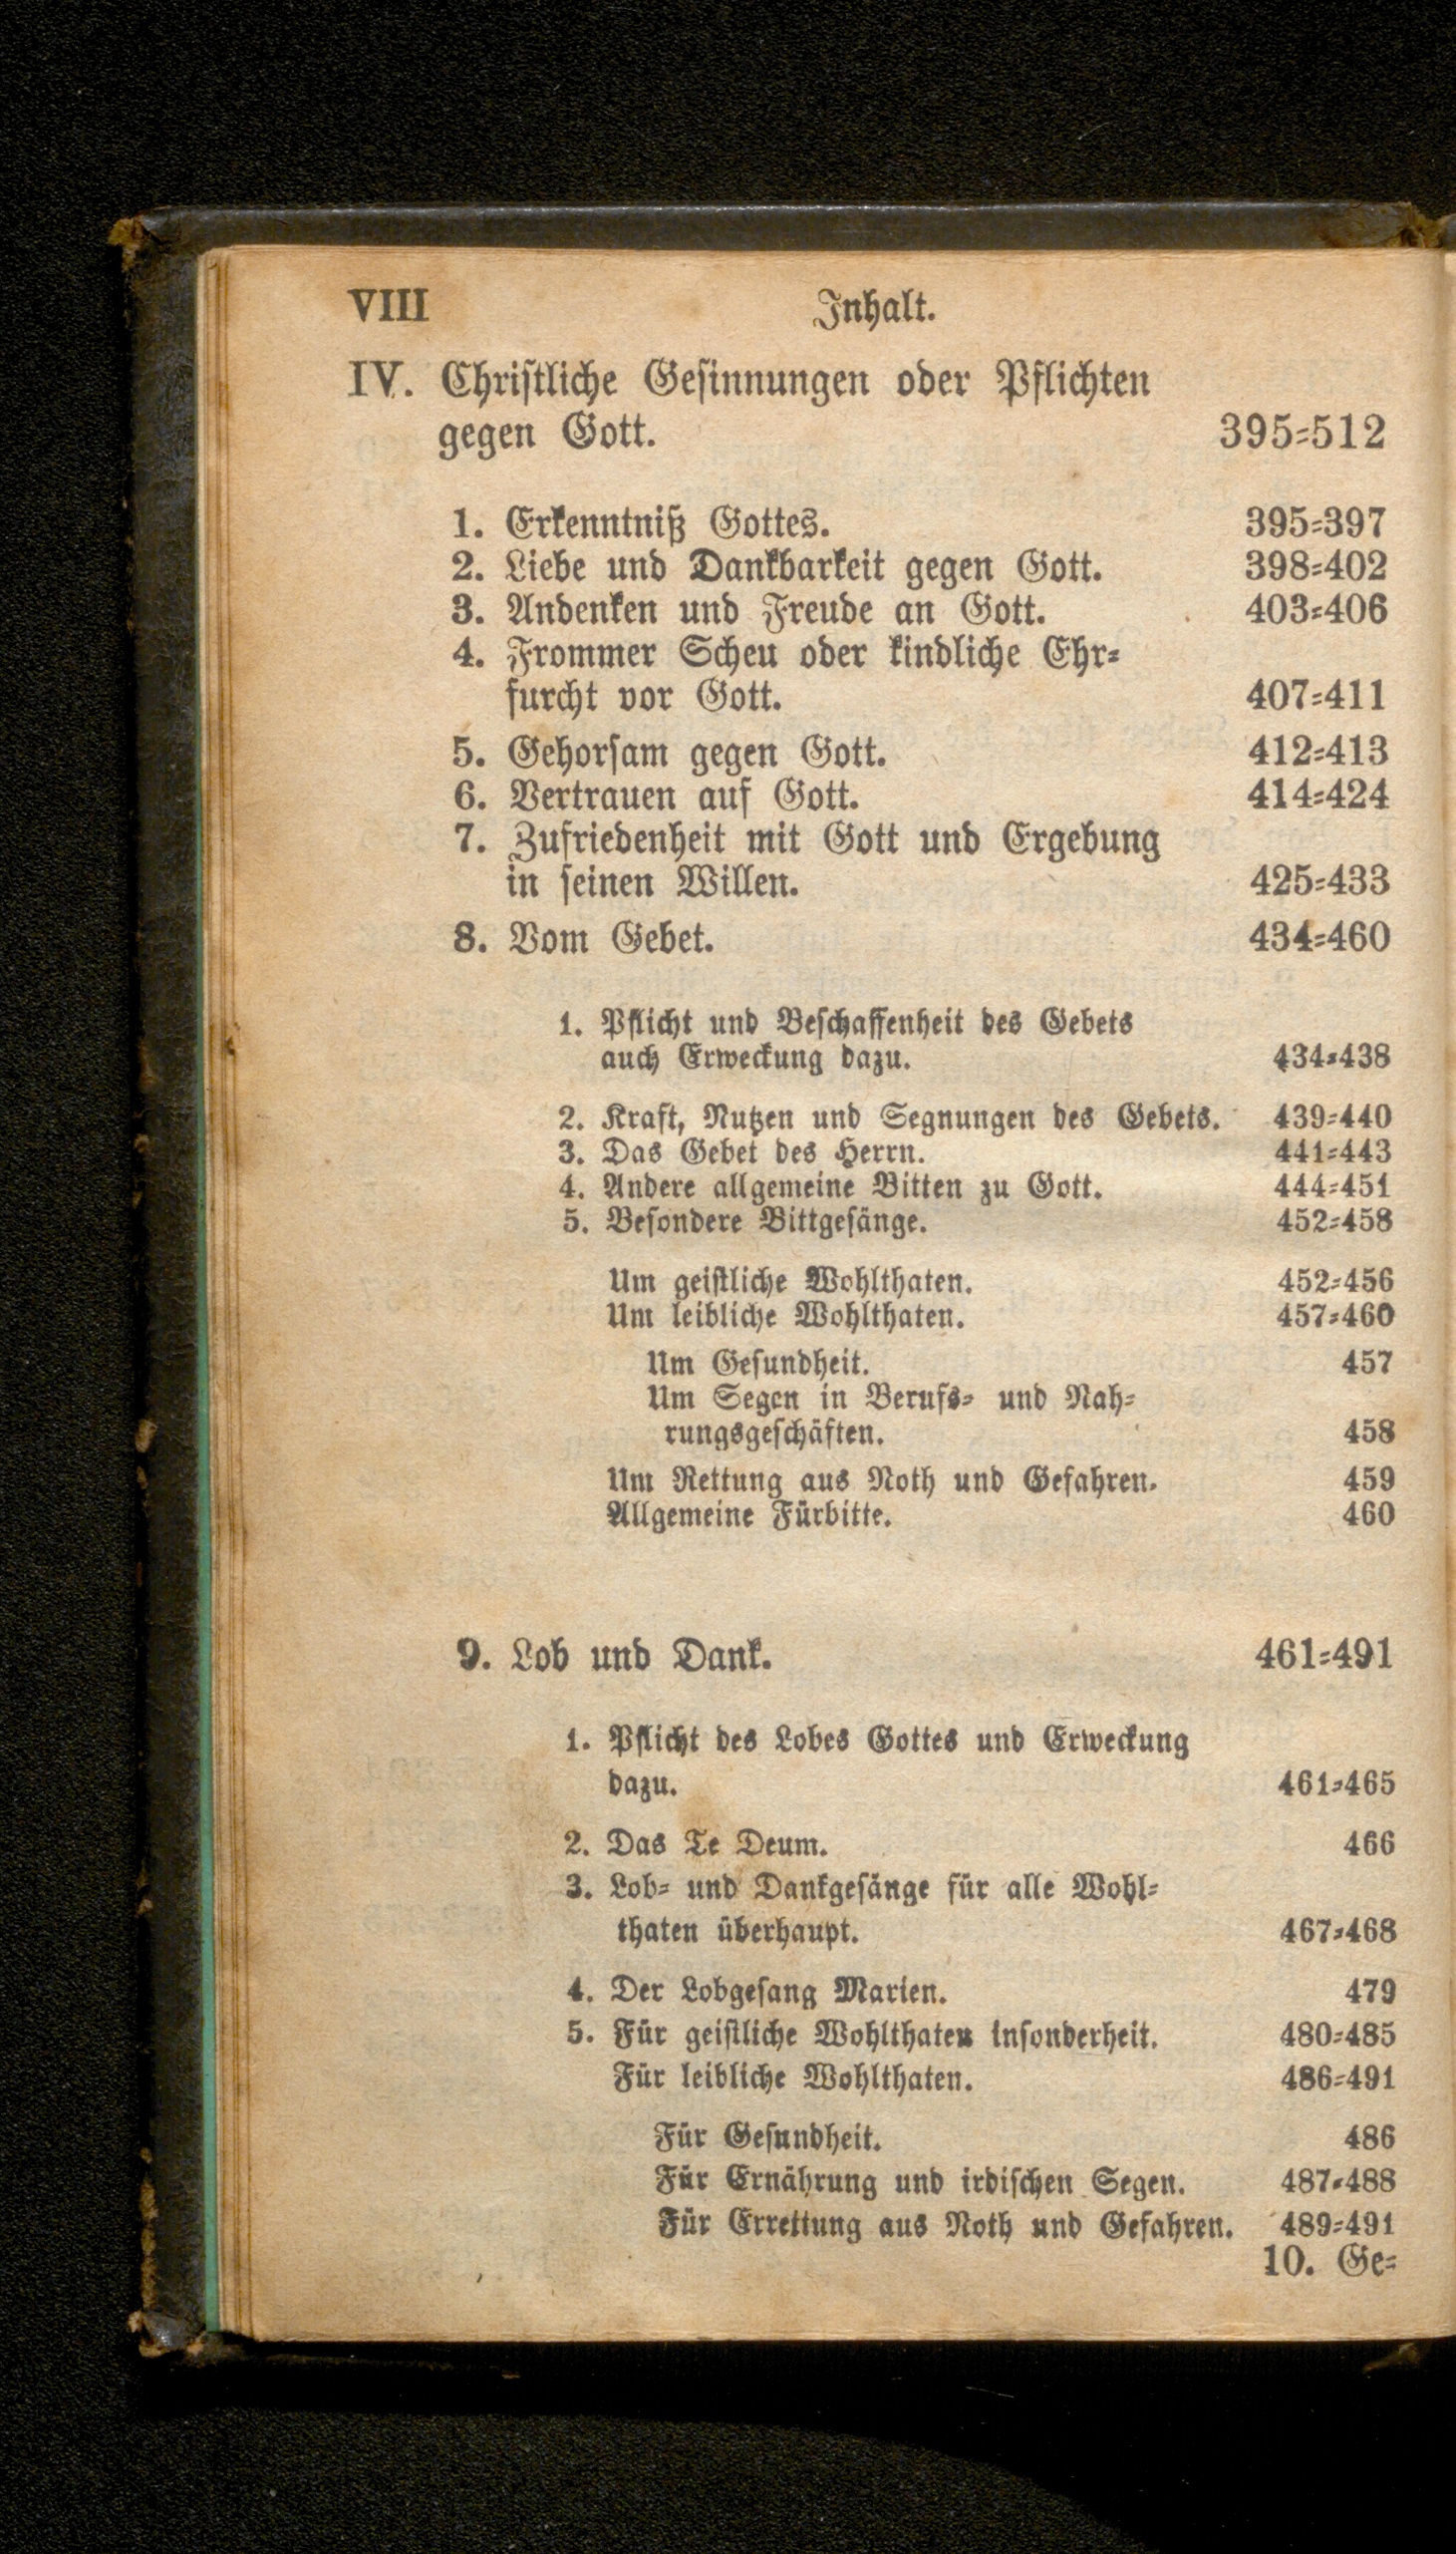 VIII Inhalt.
IV. Christliche Gesinnungen oder Pflichten
gegen Gott. 395=512
1. Erkenntniß Gottes. 395=397
2. Liebe und Dankbarkeit gegen Gott. 398=402
3. Andenken und Freude an Gott. 403=406
4. Frommer Scheu oder kindliche Ehr=
furcht vor Gott. 407=411
5. Gehorsam gegen Gott. 412=413
6. Vertrauen auf Gott. 414=424
7. Zufriedenheit mit Gott und Ergebung
in seinen Willen. 425=433
8. Vom Gebet. 434=460
1. Pflicht und Beschaffenheit des Gebets
auch Erweckung dazu. 434=438
2. Kraft, Nutzen und Segnungen des Gebets. 439=440
3. Das Gebet des Herrn. 441=443
4. Andere allgemeine Bitten zu Gott. 444=451
5. Besondere Bittgesänge. 452=458
Um geistliche Wohlthaten. 452=456
Um leibliche Wohlthaten. 457=460
Um Gesundheit. 457
Um Segen in Berufs= und Nah=
rungsgeschäften. 458
Um Rettung aus Noth und Gefahren. 459
Allgemeine Fürbitte. 460
9. Lob und Dank. 461=491
1. Pflicht des Lobes Gottes und Erweckung
dazu. 461=465
2. Das Te Deum. 466
3. Lob= und Dankgesänge für alle Wohl=
thaten überhaupt. 467=468
4. Der Lobgesang Marien. 479
5. Für geistliche Wohlthaten insonderheit. 480=485
Für leibliche Wohlthaten. 486=491
Für Gesundheit. 486
Für Ernährung und irdischen Segen. 487=488
Für Errettung aus Noth und Gefahren. 489=491
10. Ge=